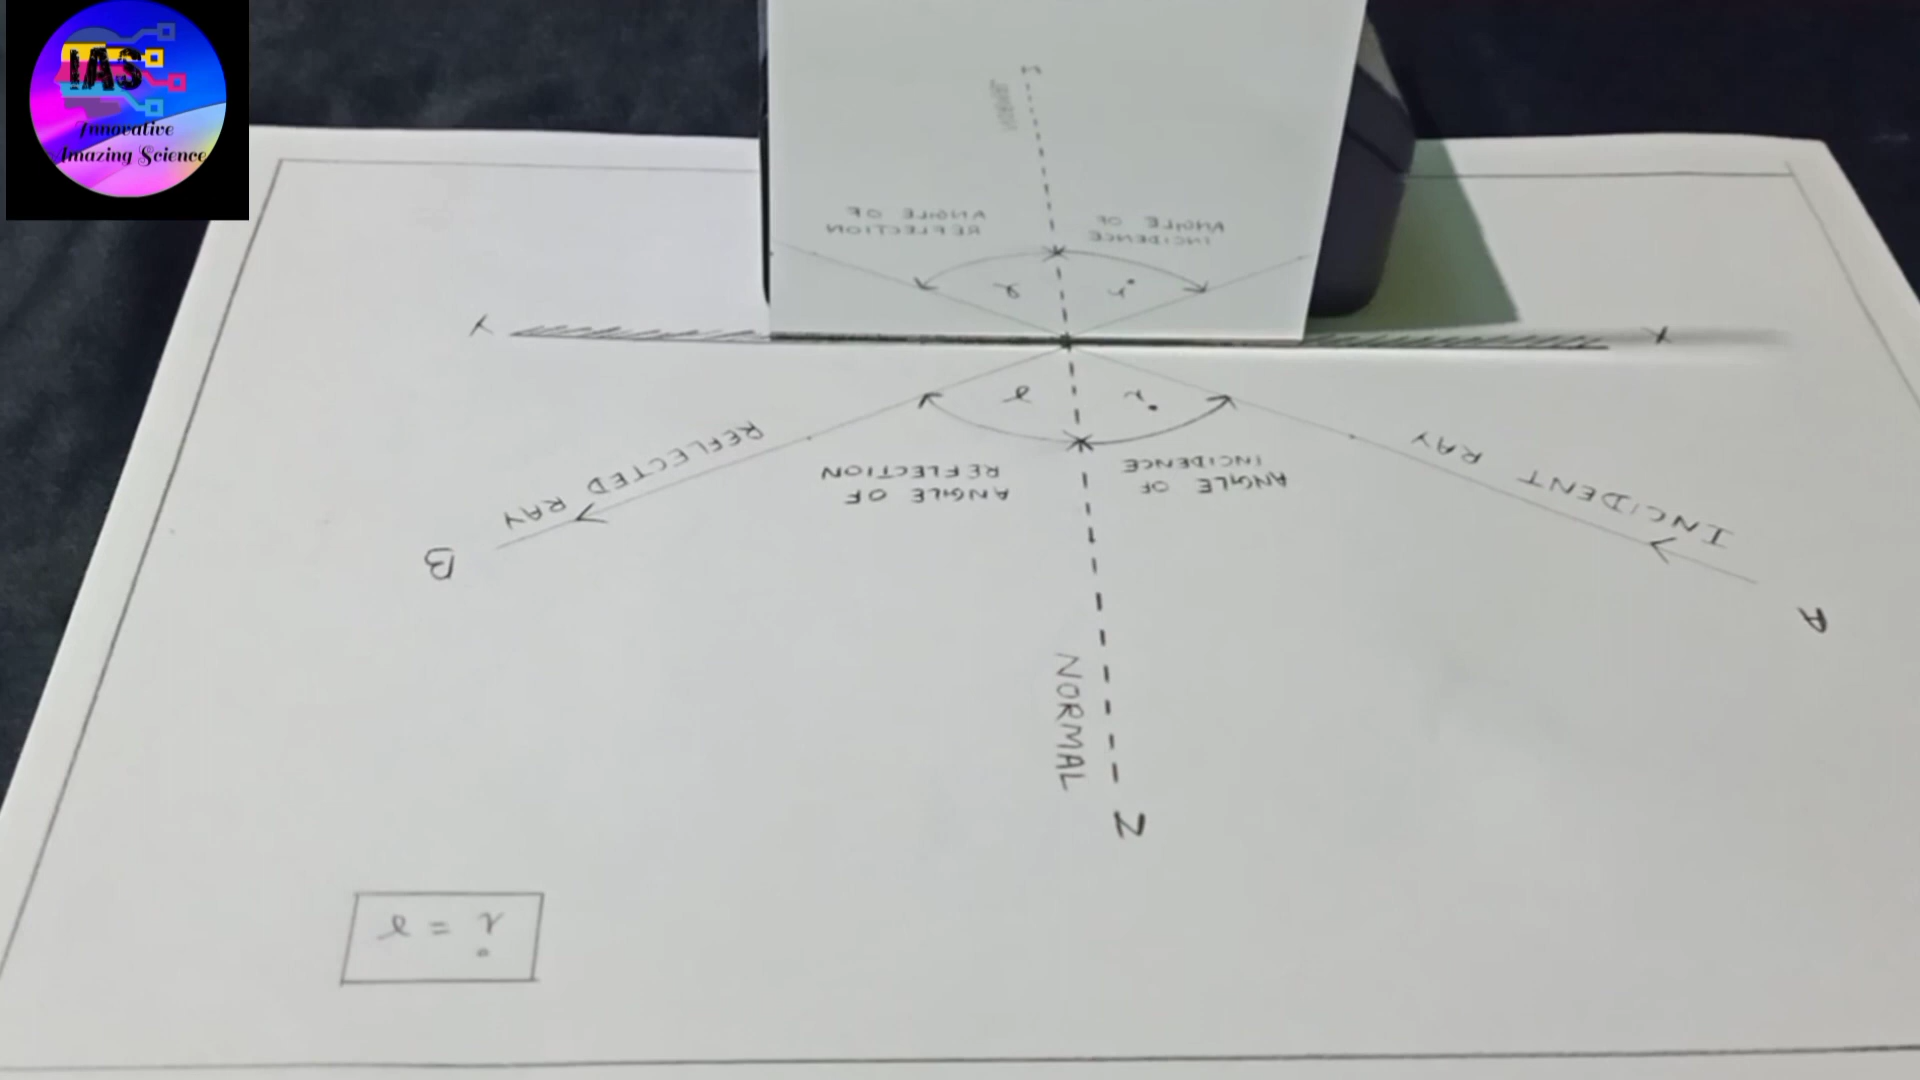 IAS
Innovative
Amazing Science
NORMAL
ANGLE OF
REFLECTION
ANGLE OF
INCIDENCE
r
i
Y
X
r
i
REFLECTED RAY
INCIDENT RAY
ANGLE OF
REFLECTION
ANGLE OF
INCIDENCE
B
A
NORMAL
N
i = r